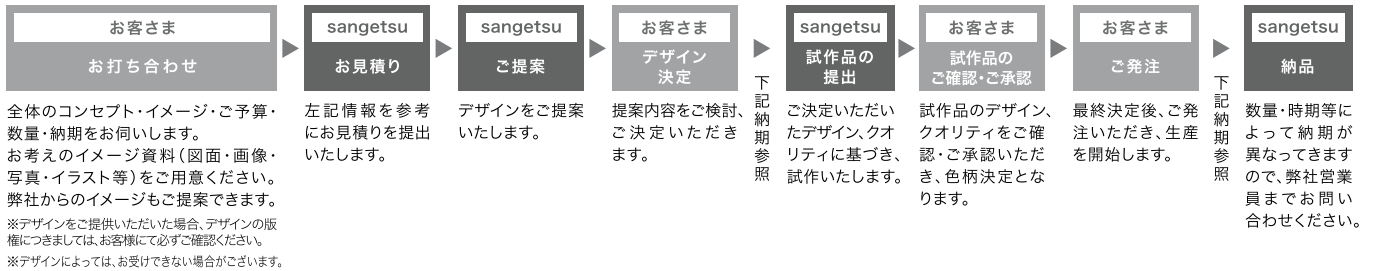 お客さま
お打ち合わせ
全体のコンセプト・イメージ・ご予算・
数量・納期をお伺いします。
お考えのイメージ資料(図面・画像・
写真・イラスト等)をご用意ください。
弊社からのイメージもご提案できます。
※デザインをご提供いただいた場合、デザインの版
権につきましては、お客様にて必ずご確認ください。
※デザインによっては、お受けできない場合がございます。
sangetsu
お見積り
左記情報を参考
にお見積りを提出
いたします。
sangetsu
ご提案
デザインをご提案
いたします。
お客さま
デザイン
決定
提案内容をご検討、
ご決定いただき
ます。
下記納期参照
sangetsu
試作品の
提出
ご決定いただい
たデザイン、クオ
リティに基づき、
試作いたします。
お客さま
試作品の
ご確認・ご承認
試作品のデザイン、
クオリティをご確
認・ご承認いただ
き、色柄決定とな
ります。
お客さま
ご発注
最終決定後、ご発
注いただき、生産
を開始します。
下記納期参照
sangetsu
納品
数量・時期等に
よって納期が
異なってきます
ので、弊社営業
員までお問い
合わせください。